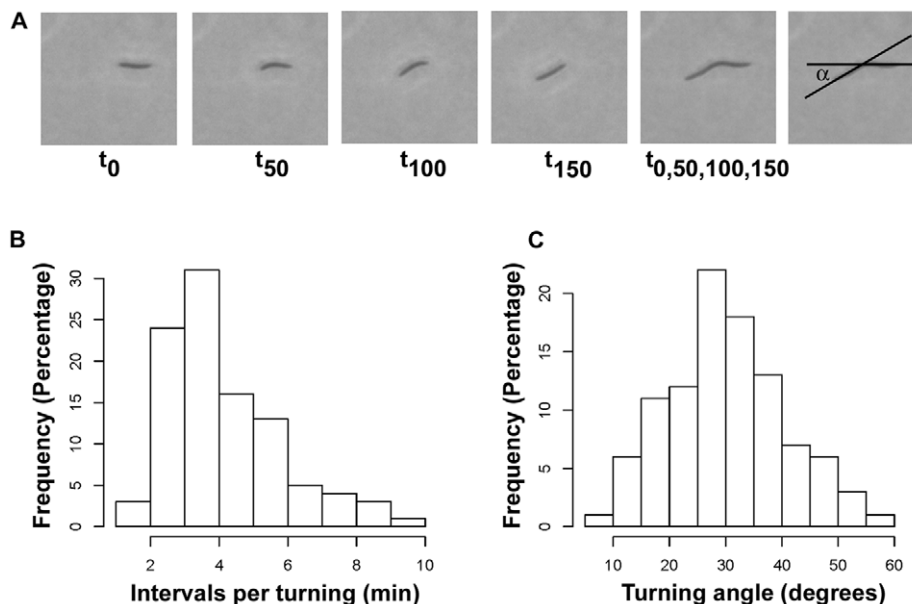 A
α
t0
t50
t100
t150
t0,50,100,150
B
Frequency (Percentage)
30
25
20
15
10
5
0
2 4 6 8 10
Intervals per turning (min)
C
Frequency (Percentage)
20
15
10
5
0
10 20 30 40 50 60
Turning angle (degrees)